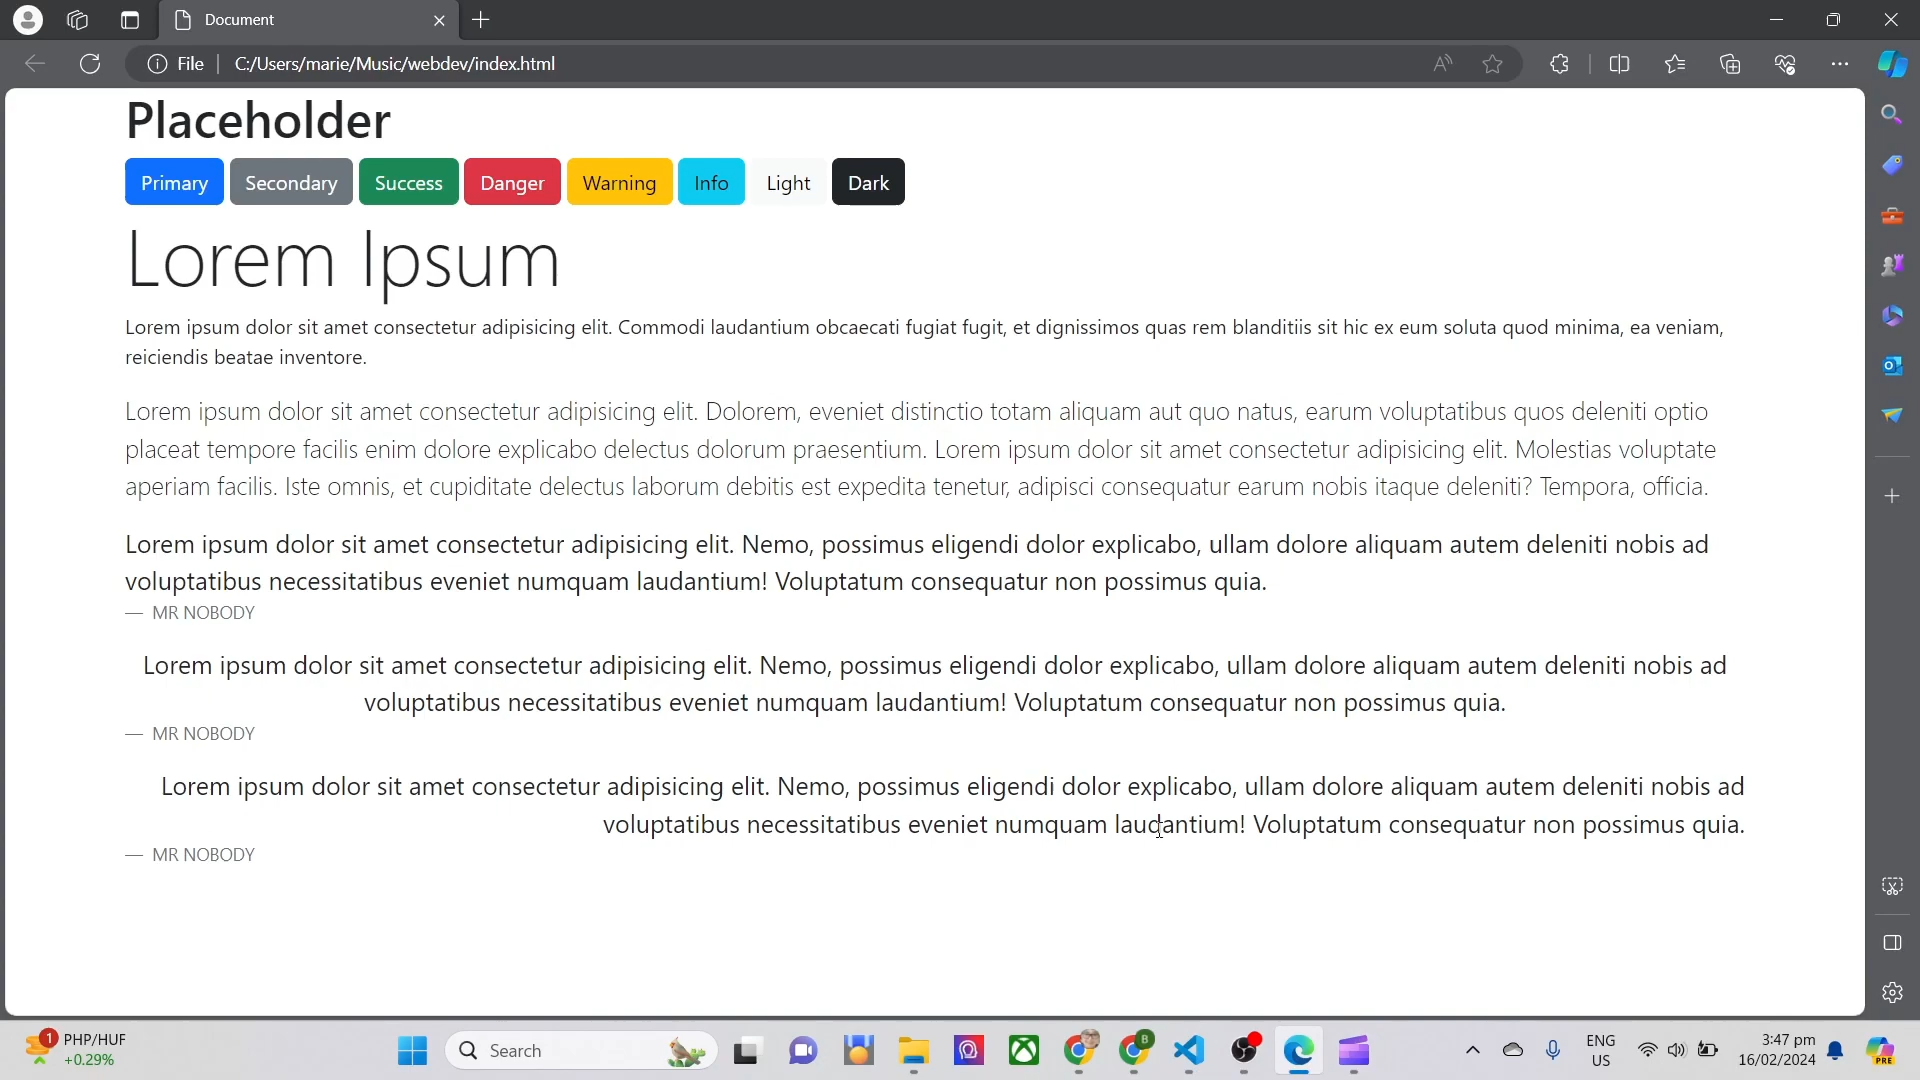 Document
File
C:/Users/marie/Music/webdev/index.html
Placeholder
Primary
Secondary
Success
Danger
Warning
Info
Light
Dark
Lorem Ipsum
Lorem ipsum dolor sit amet consectetur adipisicing elit. Commodi laudantium obcaecati fugiat fugit, et dignissimos quas rem blanditiis sit hic ex eum soluta quod minima, ea veniam,
reiciendis beatae inventore.
Lorem ipsum dolor sit amet consectetur adipisicing elit. Dolorem, eveniet distinctio totam aliquam aut quo natus, earum voluptatibus quos deleniti optio
placeat tempore facilis enim dolore explicabo delectus dolorum praesentium. Lorem ipsum dolor sit amet consectetur adipisicing elit. Molestias voluptate
aperiam facilis. Iste omnis, et cupiditate delectus laborum debitis est expedita tenetur, adipisci consequatur earum nobis itaque deleniti? Tempora, officia.
Lorem ipsum dolor sit amet consectetur adipisicing elit. Nemo, possimus eligendi dolor explicabo, ullam dolore aliquam autem deleniti nobis ad
voluptatibus necessitatibus eveniet numquam laudantium! Voluptatum consequatur non possimus quia.
— MR NOBODY
Lorem ipsum dolor sit amet consectetur adipisicing elit. Nemo, possimus eligendi dolor explicabo, ullam dolore aliquam autem deleniti nobis ad
voluptatibus necessitatibus eveniet numquam laudantium! Voluptatum consequatur non possimus quia.
— MR NOBODY
Lorem ipsum dolor sit amet consectetur adipisicing elit. Nemo, possimus eligendi dolor explicabo, ullam dolore aliquam autem deleniti nobis ad
voluptatibus necessitatibus eveniet numquam laudantium! Voluptatum consequatur non possimus quia.
— MR NOBODY
1
PHP/HUF
+0.29%
Search
B
ENG
US
3:47 pm
16/02/2024
PRE